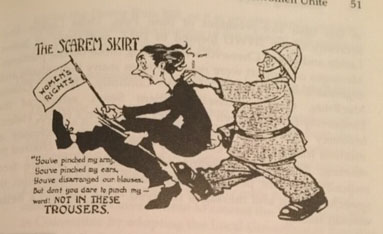 Unite 51
THE SCAREM SKIRT
WOMEN'S
RIGHTS
"You've pinched my arms,
You've pinched my ears,
You've disarranged our blouses,
But don't you dare to pinch my —
word! NOT IN THESE
TROUSERS.